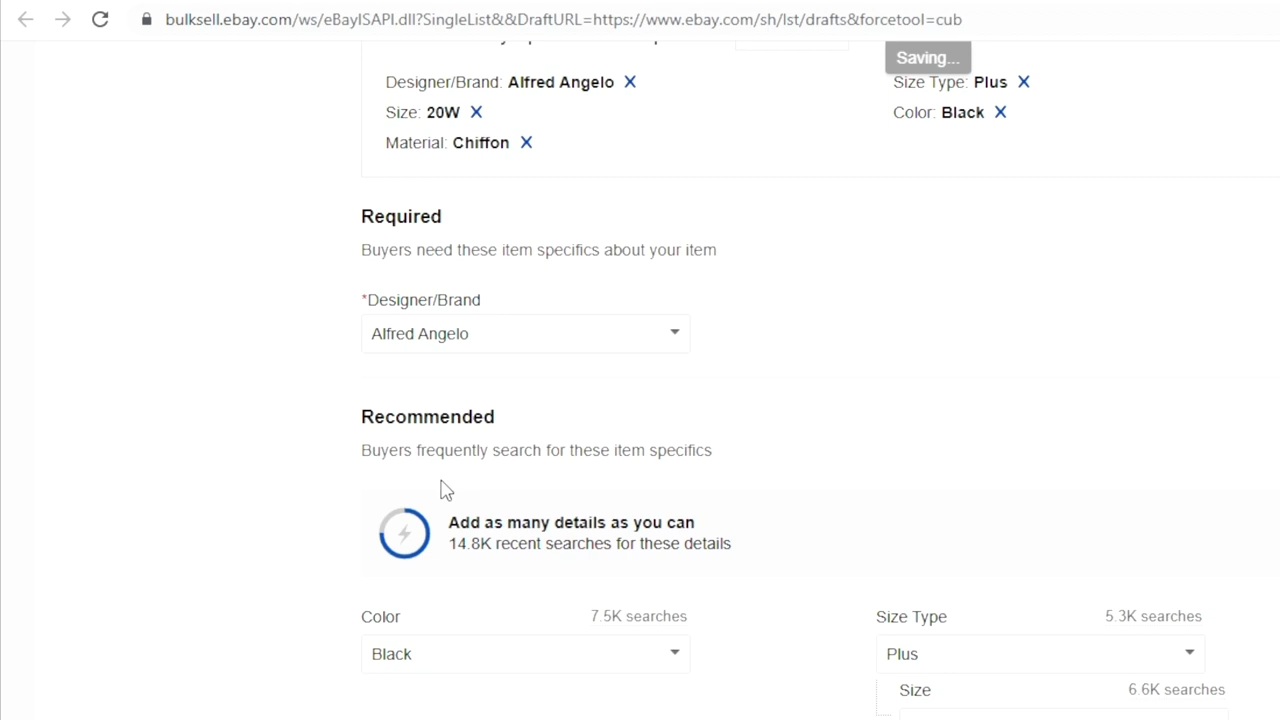 bulksell.ebay.com/ws/eBayISAPI.dll?SingleList&&DraftURL=https://www.ebay.com/sh/lst/drafts&forcetool=cub
Saving...
Designer/Brand: Alfred Angelo X
Size Type: Plus X
Size: 20W X
Color: Black X
Material: Chiffon X
Required
Buyers need these item specifics about your item
*Designer/Brand
Alfred Angelo
Recommended
Buyers frequently search for these item specifics
Add as many details as you can
14.8K recent searches for these details
Color 7.5K searches
Size Type 5.3K searches
Black
Plus
Size 6.6K searches